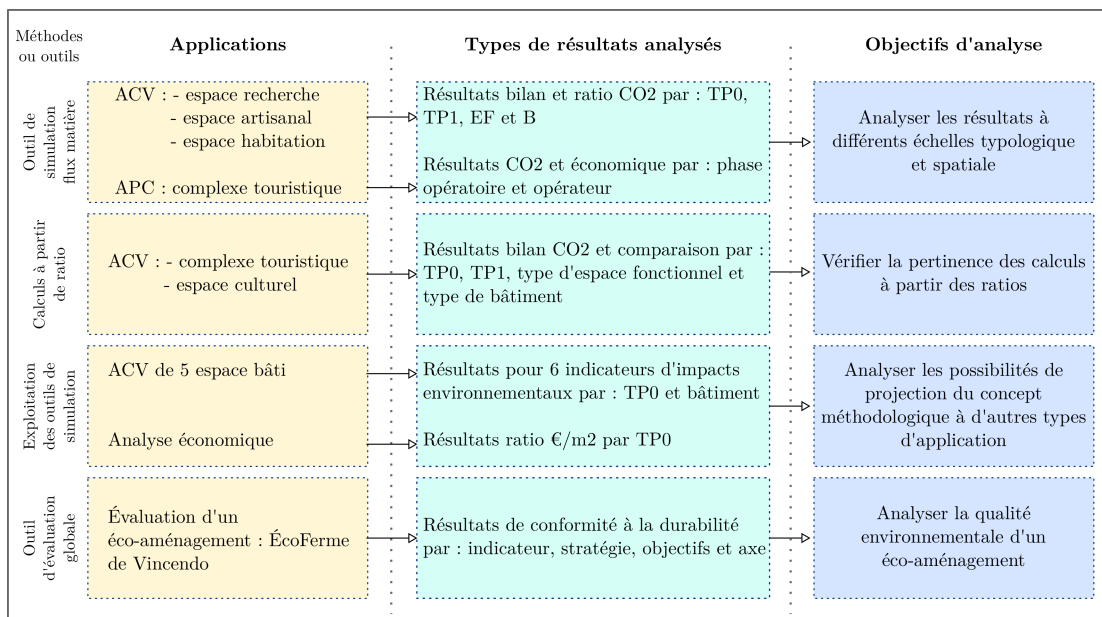 Méthodes
ou outils
Applications
Types de résultats analysés
Objectifs d'analyse
Outil de
simulation
flux matière
ACV : - espace recherche
- espace artisanal
- espace habitation
APC : complexe touristique
Résultats bilan et ratio CO2 par : TP0,
TP1, EF et B
Résultats CO2 et économique par : phase
opératoire et opérateur
Analyser les résultats à
différents échelles typologique
et spatiale
Calculs à partir
de ratio
ACV : - complexe touristique
- espace culturel
Résultats bilan CO2 et comparaison par :
TP0, TP1, type d'espace fonctionnel et
type de bâtiment
Vérifier la pertinence des calculs
à partir des ratios
Exploitation
des outils de
simulation
ACV de 5 espace bâti
Analyse économique
Résultats pour 6 indicateurs d'impacts
environnementaux par : TP0 et bâtiment
Résultats ratio €/m2 par TP0
Analyser les possibilités de
projection du concept
méthodologique à d'autres types
d'application
Outil
d'évaluation
globale
Évaluation d'un
éco-aménagement : ÉcoFerme
de Vincendo
Résultats de conformité à la durabilité
par : indicateur, stratégie, objectifs et axe
Analyser la qualité
environnementale d'un
éco-aménagement